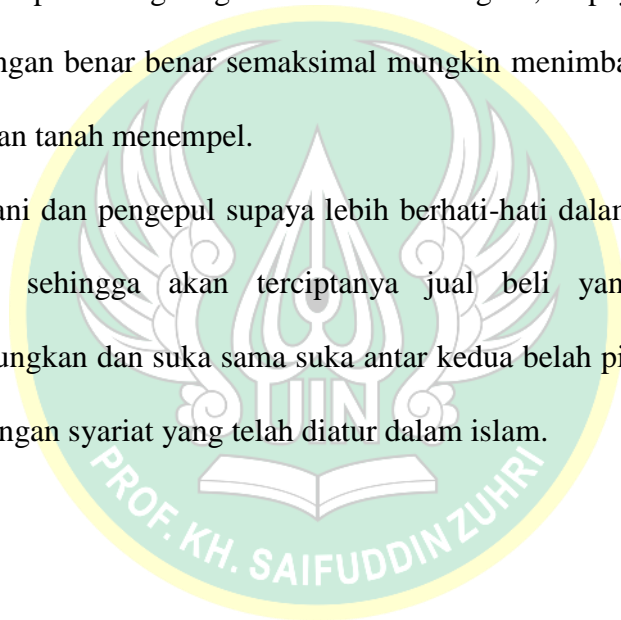 ngan benar benar semaksimal mungkin menimba
an tanah menempel.
ani dan pengepul supaya lebih berhati-hati dalam
sehingga akan terciptanya jual beli yan
ungkan dan suka sama suka antar kedua belah pi
ngan syariat yang telah diatur dalam islam.
UIN
PROF. KH. SAIFUDDIN ZUHRI